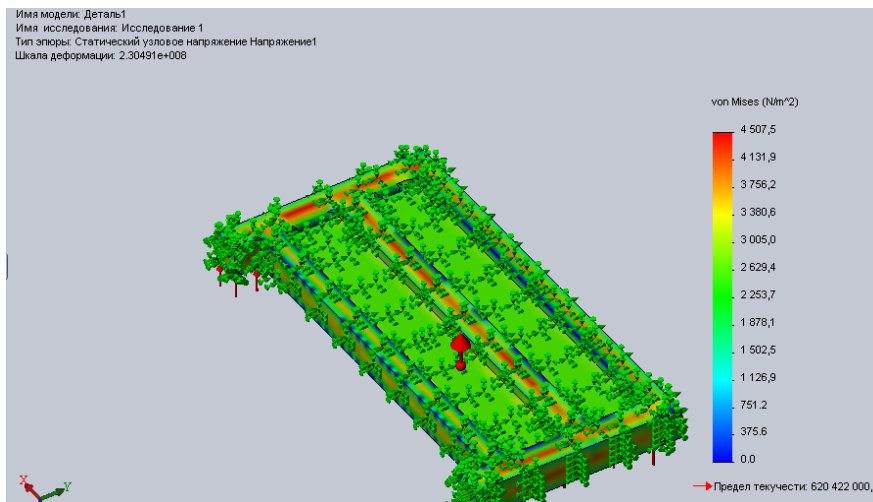 Имя модели: Деталь1
Имя исследования: Исследование 1
Тип эпюры: Статический узловое напряжение Напряжение1
Шкала деформации: 2.30491e+008
von Mises (N/m^2)
4 507,5
4 131,9
3 756,2
3 380,6
3 005,0
2 629,4
2 253,7
1 878,1
1 502,5
1 126,9
751.2
375.6
0.0
Предел текучести: 620 422 000,
X
Y